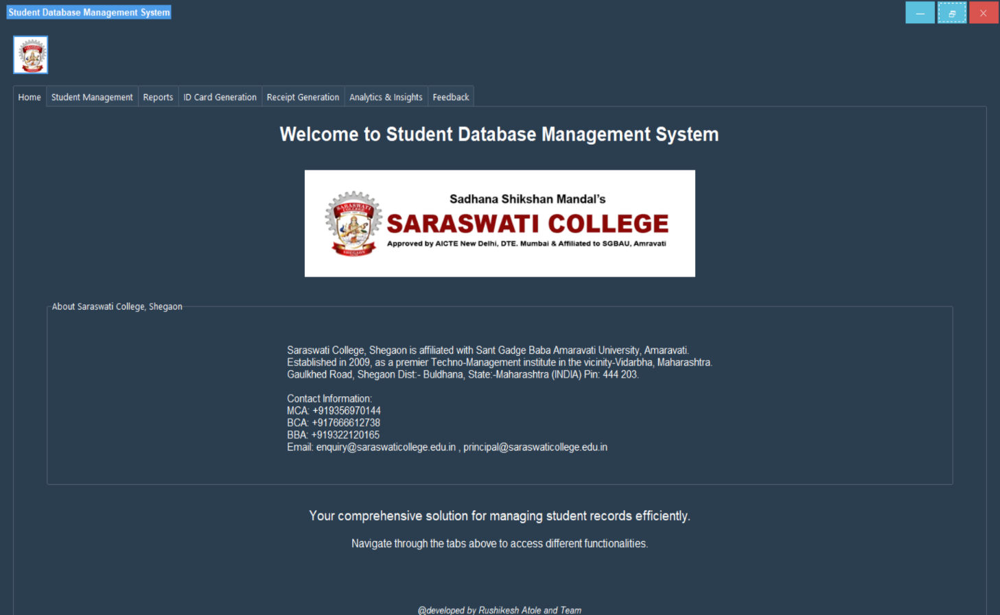 Student Database Management System
Home Student Management Reports ID Card Generation Receipt Generation Analytics & Insights Feedback
Welcome to Student Database Management System
SARASWATI
COLLEGE
SHEGAON
Sadhana Shikshan Mandal's
SARASWATI COLLEGE
Approved by AICTE New Delhi, DTE. Mumbai & Affiliated to SGBAU, Amravati
About Saraswati College, Shegaon
Saraswati College, Shegaon is affiliated with Sant Gadge Baba Amaravati University, Amaravati.
Established in 2009, as a premier Techno-Management institute in the vicinity-Vidarbha, Maharashtra.
Gaulkhed Road, Shegaon Dist:- Buldhana, State:-Maharashtra (INDIA) Pin: 444 203.
Contact Information:
MCA: +919356970144
BCA: +917666612738
BBA: +919322120165
Email: enquiry@saraswaticollege.edu.in , principal@saraswaticollege.edu.in
Your comprehensive solution for managing student records efficiently.
Navigate through the tabs above to access different functionalities.
@developed by Rushikesh Atole and Team